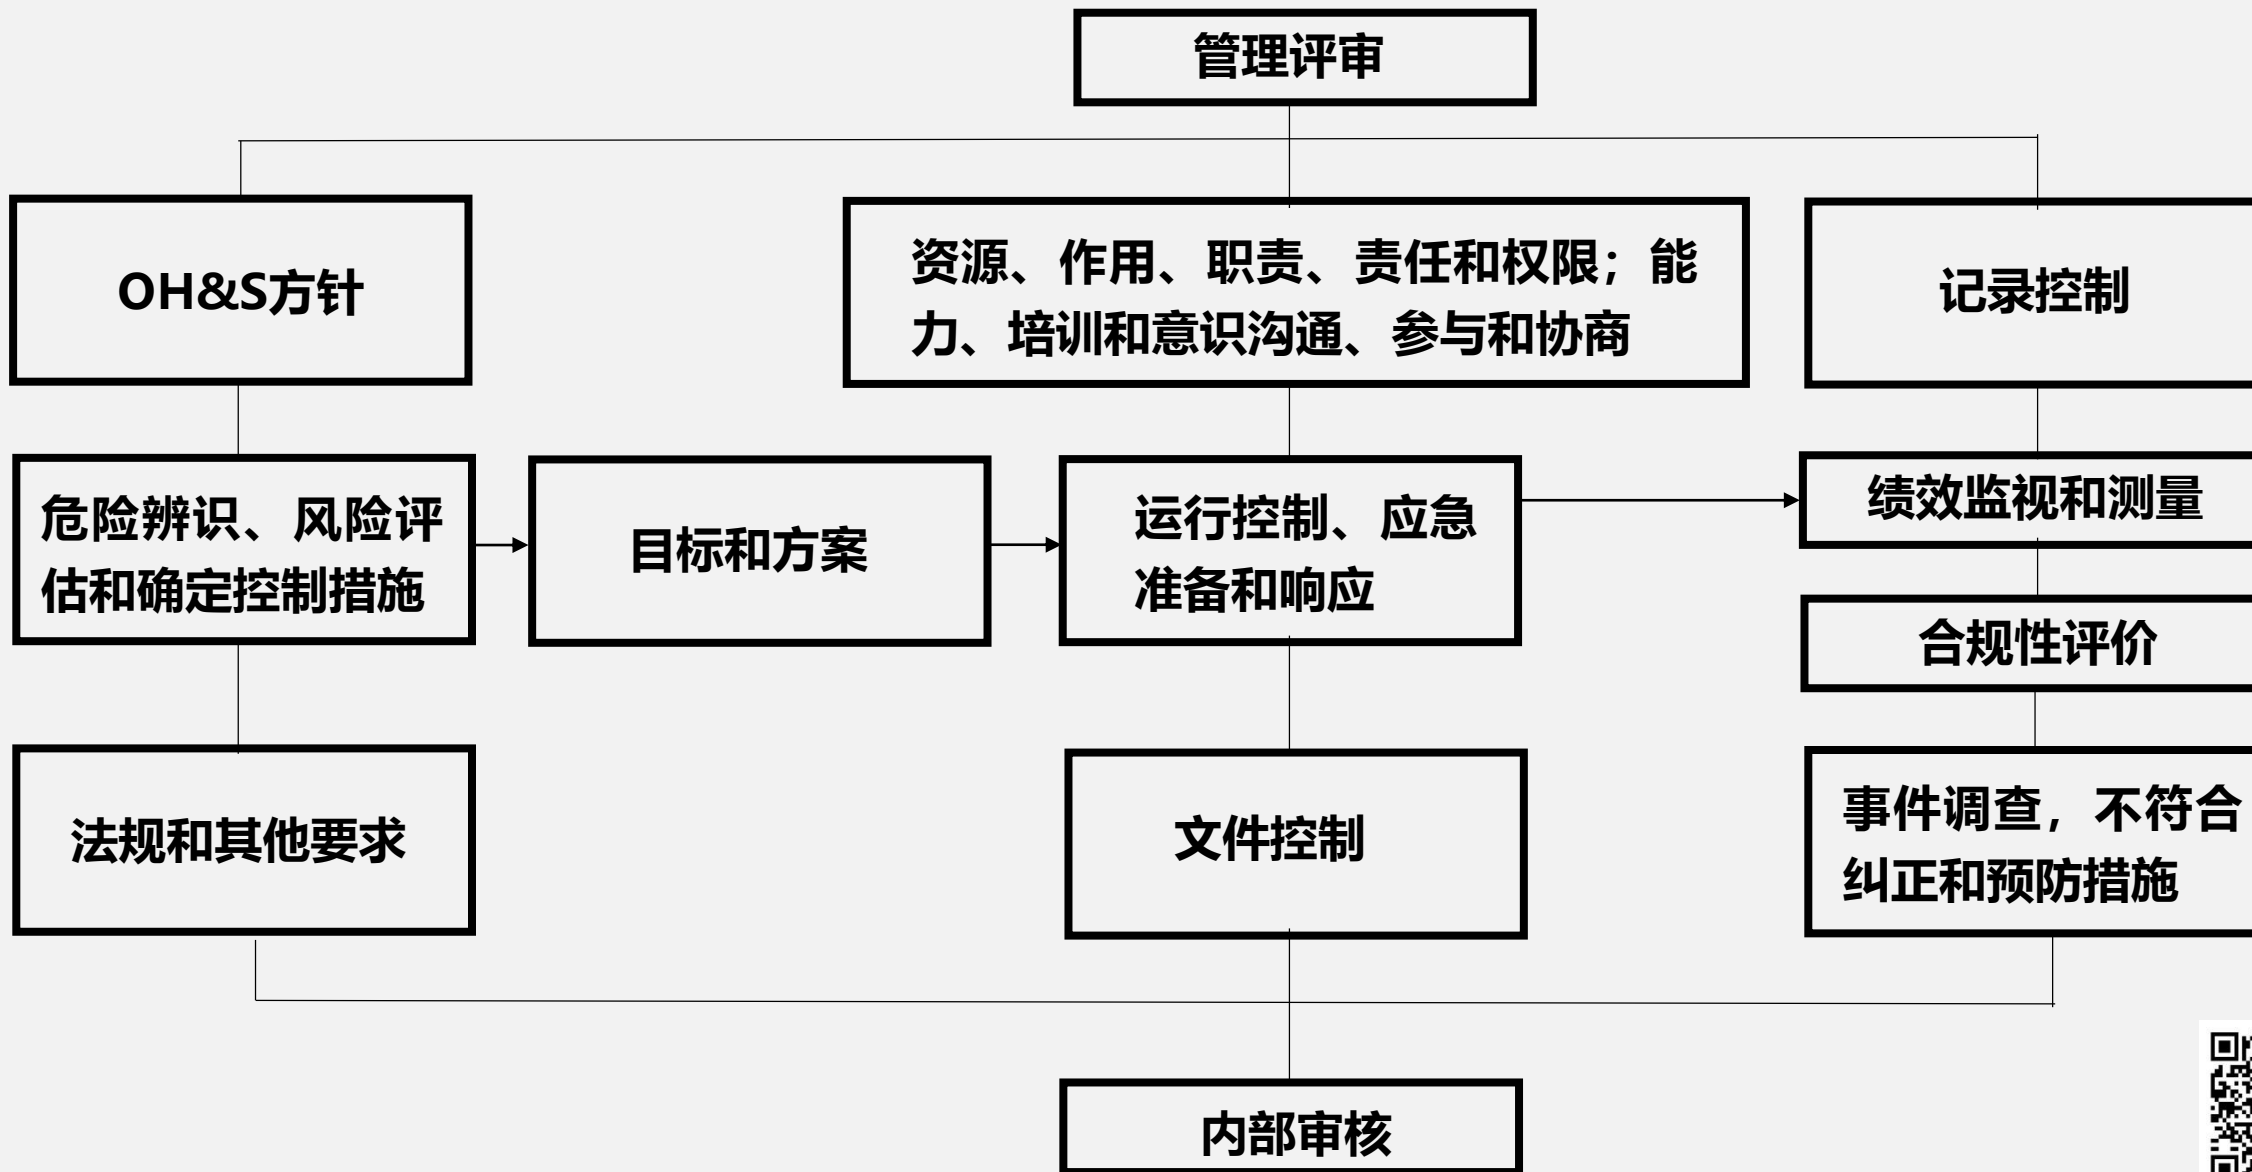 管理评审
OH&S方针
资源、作用、职责、责任和权限；能
力、培训和意识沟通、参与和协商
记录控制
危险辨识、风险评
估和确定控制措施
目标和方案
运行控制、应急
准备和响应
绩效监视和测量
合规性评价
法规和其他要求
文件控制
事件调查，不符合
纠正和预防措施
内部审核